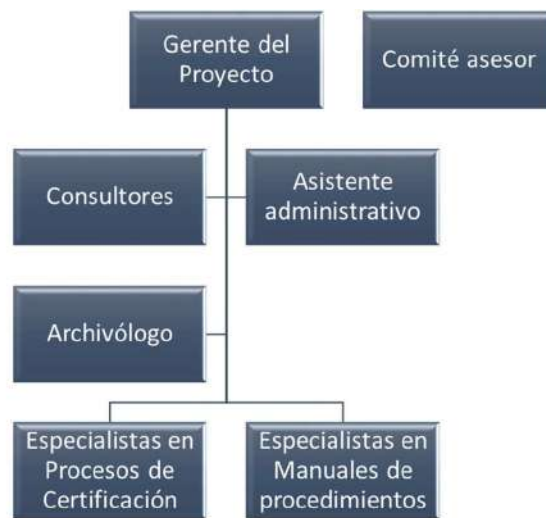 Gerente del
Proyecto
Comité asesor
Consultores
Asistente
administrativo
Archivólogo
Especialistas en
Procesos de
Certificación
Especialistas en
Manuales de
procedimientos